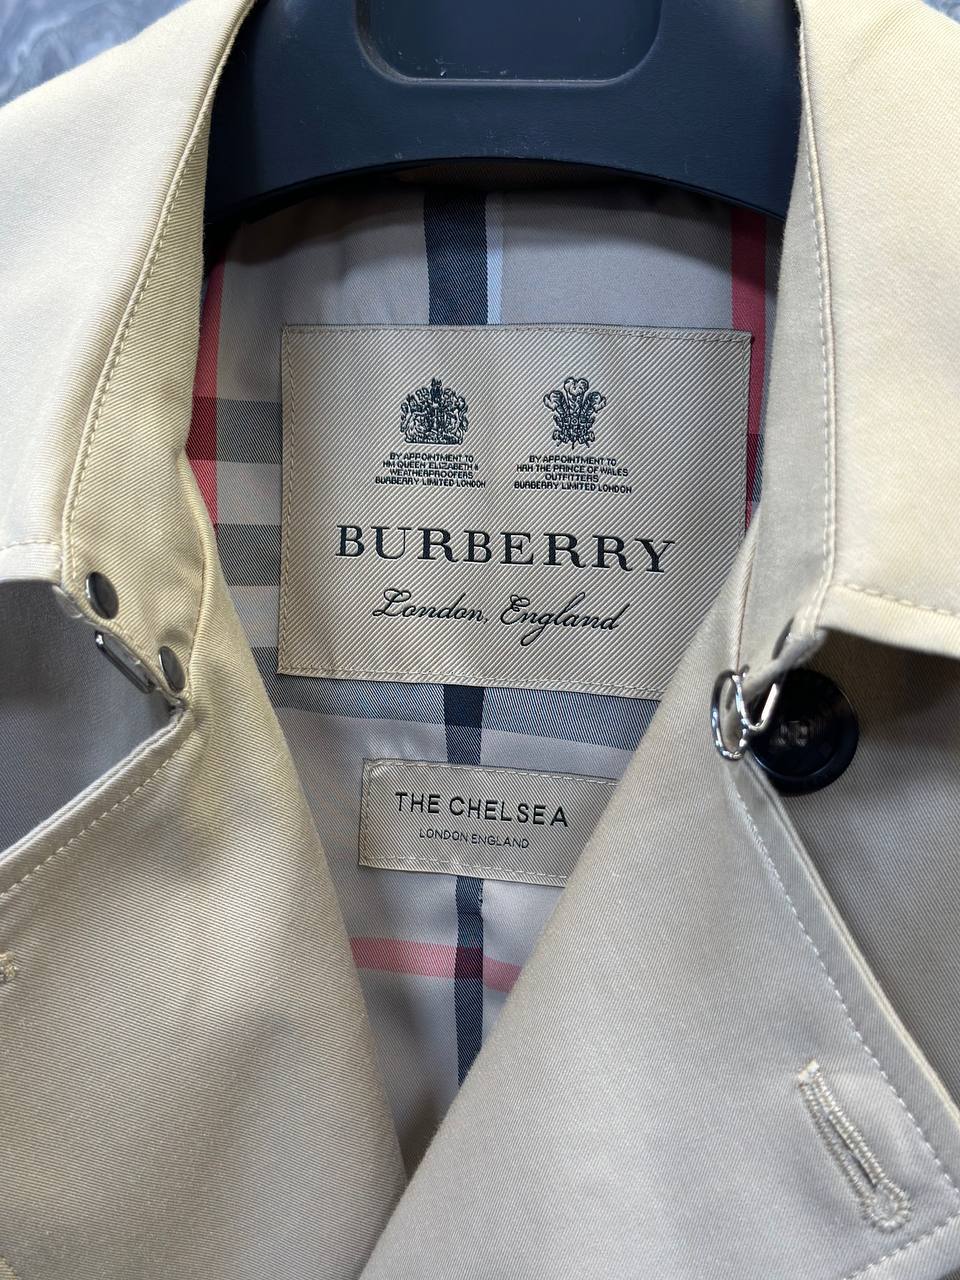 BY APPOINTMENT TO
HM QUEEN ELIZABETH II
WEATHERPROOFERS
BURBERRY LIMITED LONDON
BY APPOINTMENT TO
HRH THE PRINCE OF WALES
OUTFITTERS
BURBERRY LIMITED LONDON
BURBERRY
London, England
THE CHELSEA
LONDON ENGLAND